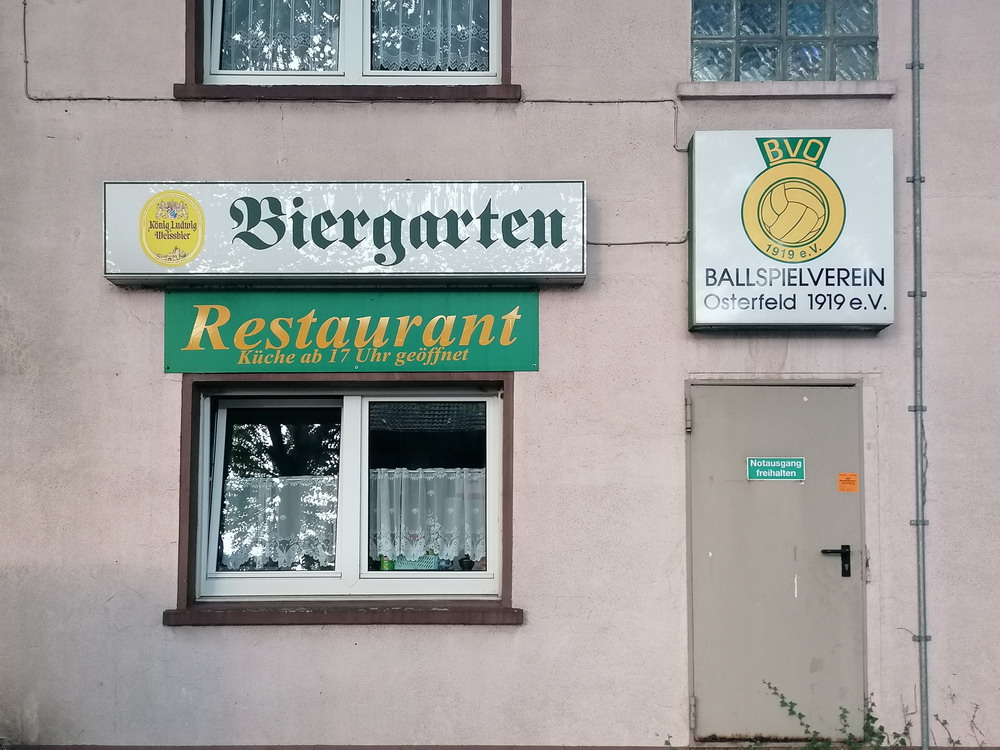 König Ludwig
Weissbier
Biergarten
Restaurant
Küche ab 17 Uhr geöffnet
BVO
1919 e.V.
BALLSPIELVEREIN
Osterfeld 1919 e.V.
Notausgang
freihalten